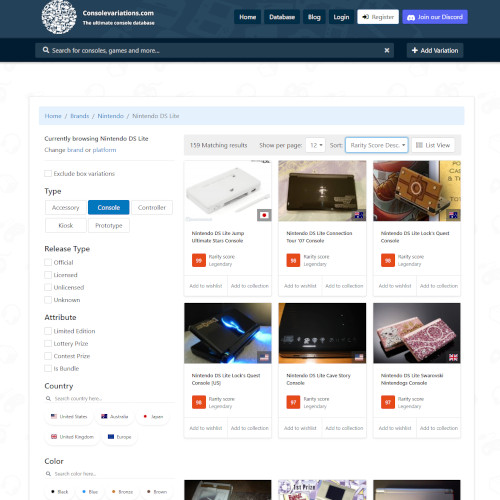 Consolevariations.com
The ultimate console database
Home Database Blog Login Register Join our Discord
Search for consoles, games and more...
+ Add Variation
Home / Brands / Nintendo / Nintendo DS Lite
Currently browsing Nintendo DS Lite
Change brand or platform
Exclude box variations
Type
Accessory Console Controller
Kiosk Prototype
Release Type
Official
Licensed
Unlicensed
Unknown
Attribute
Limited Edition
Lottery Prize
Contest Prize
Is Bundle
Country
Search country here...
United States Australia Japan
United Kingdom Europe
Color
Search color here...
Black Blue Bronze Brown
159 Matching results Show per page: 12 Sort: Rarity Score Desc. List View
Nintendo DS Lite Jump
Ultimate Stars Console
99 Rarity score
Legendary
Add to wishlist Add to collection
Nintendo DS Lite Connection
Tour '07 Console
98 Rarity score
Legendary
Add to wishlist Add to collection
Nintendo DS Lite Lock's Quest
Console
98 Rarity score
Legendary
Add to wishlist Add to collection
Nintendo DS Lite Lock's Quest
Console [US]
98 Rarity score
Legendary
Add to wishlist Add to collection
Nintendo DS Lite Cave Story
Console
97 Rarity score
Legendary
Add to wishlist Add to collection
Nintendo DS Lite Swarovski
Nintendogs Console
97 Rarity score
Legendary
Add to wishlist Add to collection
1st Prize